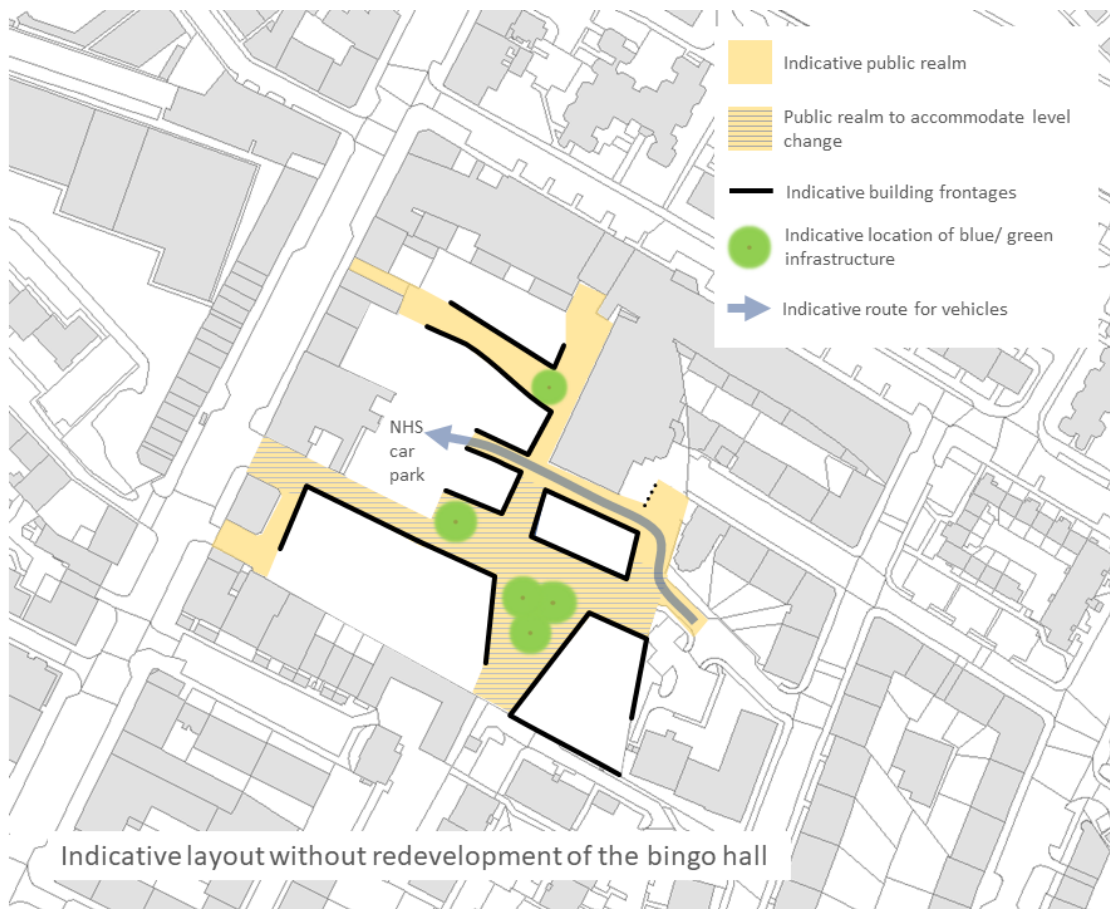 Indicative public realm
Public realm to accommodate level
change
Indicative building frontages
Indicative location of blue/ green
infrastructure
Indicative route for vehicles
NHS
car
park
Indicative layout without redevelopment of the bingo hall